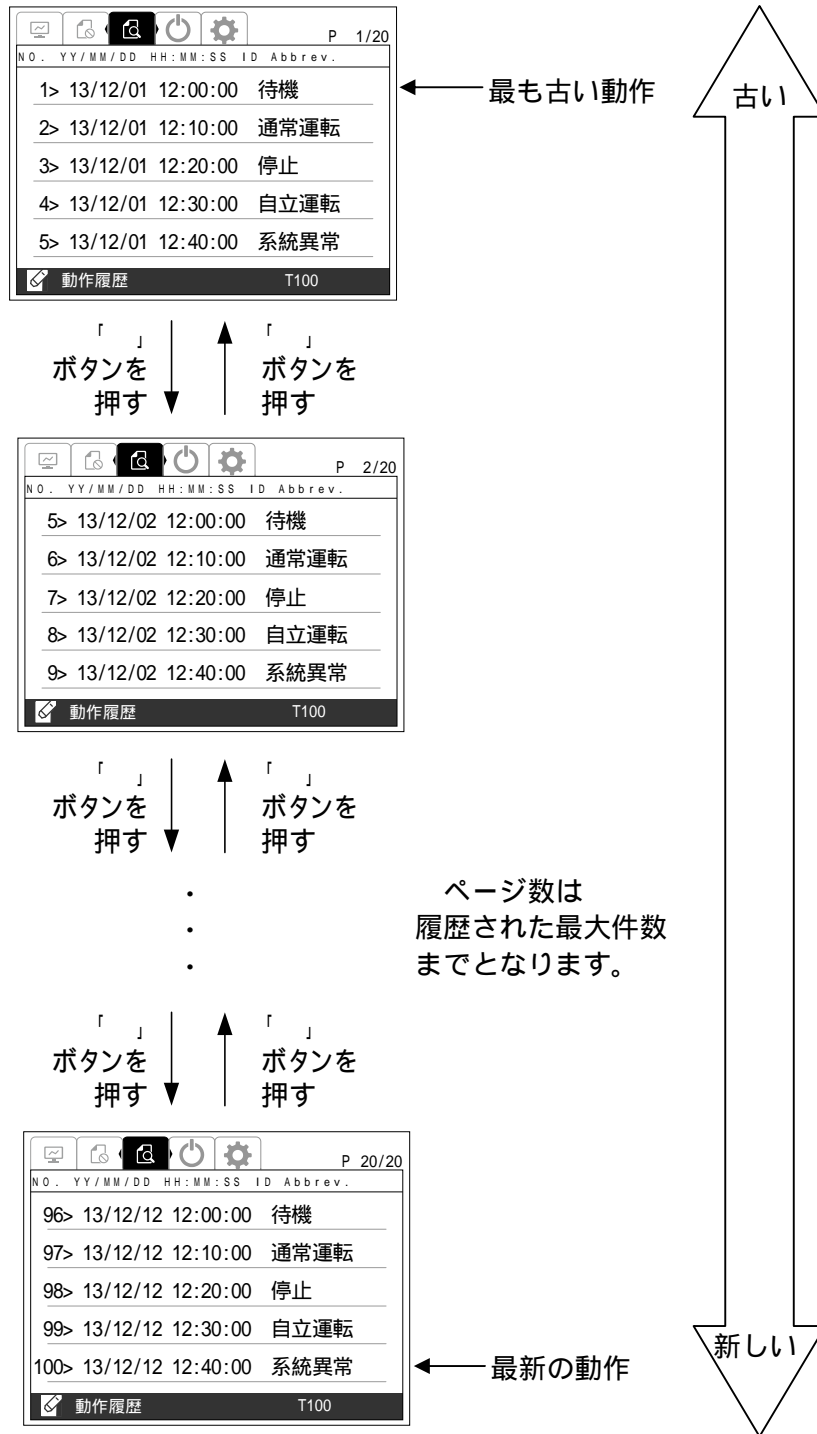 P 1/20
NO. YY/MM/DD HH:MM:SS ID Abbrev.
1> 13/12/01 12:00:00 待機
2> 13/12/01 12:10:00 通常運転
3> 13/12/01 12:20:00 停止
4> 13/12/01 12:30:00 自立運転
5> 13/12/01 12:40:00 系統異常
動作履歴 T100
最も古い動作
古い
「 」
ボタンを
押す
「 」
ボタンを
押す
P 2/20
NO. YY/MM/DD HH:MM:SS ID Abbrev.
5> 13/12/02 12:00:00 待機
6> 13/12/02 12:10:00 通常運転
7> 13/12/02 12:20:00 停止
8> 13/12/02 12:30:00 自立運転
9> 13/12/02 12:40:00 系統異常
動作履歴 T100
「 」
ボタンを
押す
「 」
ボタンを
押す
・
・
・
ページ数は
履歴された最大件数
までとなります。
「 」
ボタンを
押す
「 」
ボタンを
押す
P 20/20
NO. YY/MM/DD HH:MM:SS ID Abbrev.
96> 13/12/12 12:00:00 待機
97> 13/12/12 12:10:00 通常運転
98> 13/12/12 12:20:00 停止
99> 13/12/12 12:30:00 自立運転
100> 13/12/12 12:40:00 系統異常
動作履歴 T100
最新の動作
新しい